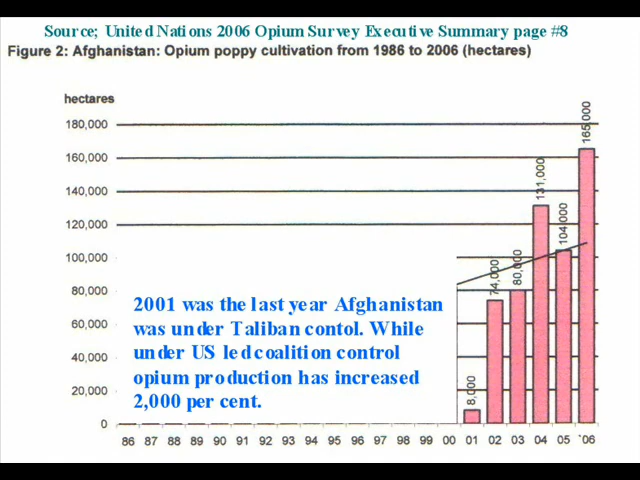 Source; United Nations 2006 Opium Survey Executive Summary page #8
Figure 2: Afghanistan: Opium poppy cultivation from 1986 to 2006 (hectares)
hectares
180,000
160,000
140,000
120,000
100,000
80,000
60,000
40,000
20,000
0
8,000
74,000
80,000
131,000
104,000
165,000
2001 was the last year Afghanistan
was under Taliban contol. While
under US led coalition control
opium production has increased
2,000 per cent.
86 87 88 89 90 91 92 93 94 95 96 97 98 99 00 01 02 03 04 05 `06